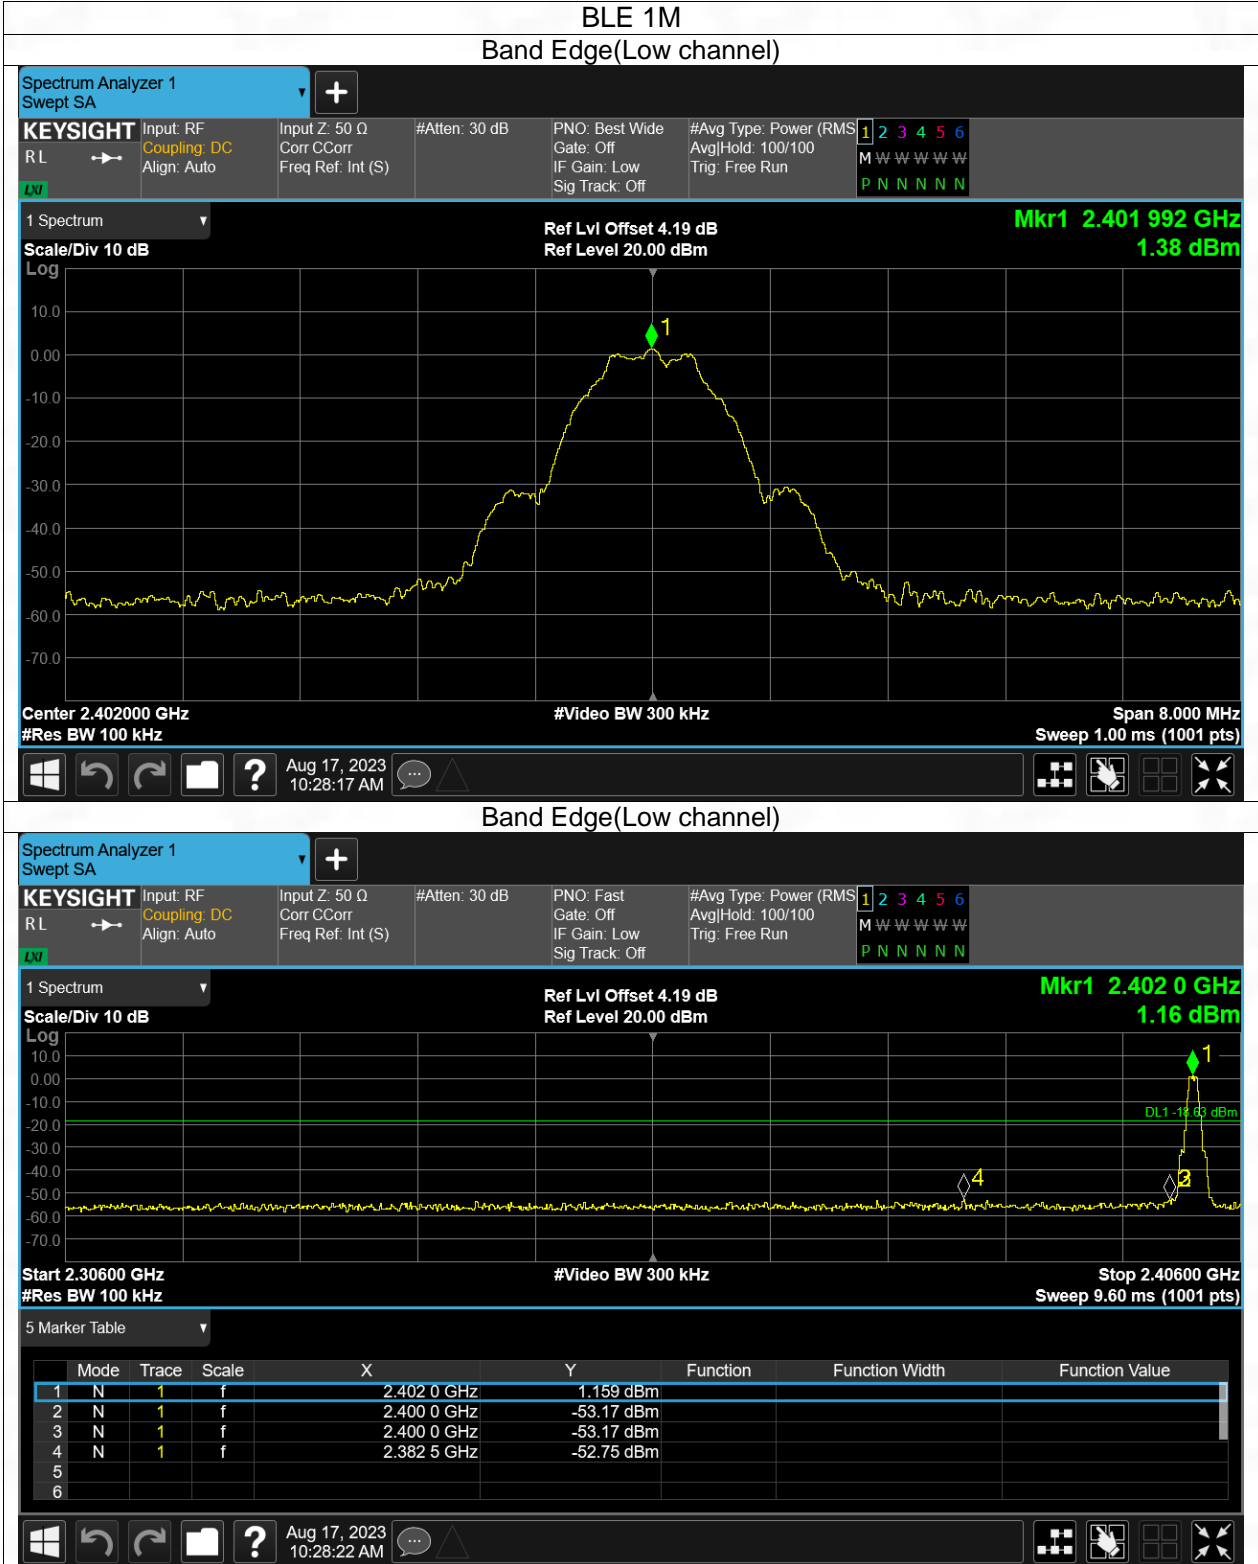 BLE 1M
Band Edge(Low channel)
Spectrum Analyzer 1
Swept SA
KEYSIGHT Input: RF Input Z: 50 Ω #Atten: 30 dB PNO: Best Wide #Avg Type: Power (RMS 1 2 3 4 5 6
RL Coupling: DC Corr CCorr Gate: Off Avg|Hold: 100/100 M W W W W W
Align: Auto Freq Ref: Int (S) IF Gain: Low Trig: Free Run
LXI Sig Track: Off P N N N N N
1 Spectrum Ref Lvl Offset 4.19 dB Mkr1 2.401 992 GHz
Scale/Div 10 dB Ref Level 20.00 dBm 1.38 dBm
Log
10.0
1
0.00
-10.0
-20.0
-30.0
-40.0
-50.0
-60.0
-70.0
Center 2.402000 GHz #Video BW 300 kHz Span 8.000 MHz
#Res BW 100 kHz Sweep 1.00 ms (1001 pts)
? Aug 17, 2023
10:28:17 AM
Band Edge(Low channel)
Spectrum Analyzer 1
Swept SA
KEYSIGHT Input: RF Input Z: 50 Ω #Atten: 30 dB PNO: Fast #Avg Type: Power (RMS 1 2 3 4 5 6
RL Coupling: DC Corr CCorr Gate: Off Avg|Hold: 100/100 M W W W W W
Align: Auto Freq Ref: Int (S) IF Gain: Low Trig: Free Run
LXI Sig Track: Off P N N N N N
1 Spectrum Ref Lvl Offset 4.19 dB Mkr1 2.402 0 GHz
Scale/Div 10 dB Ref Level 20.00 dBm 1.16 dBm
Log
10.0 1
0.00
-10.0
DL1 -18.63 dBm
-20.0
-30.0
-40.0
4 2 3
-50.0
-60.0
-70.0
Start 2.30600 GHz #Video BW 300 kHz Stop 2.40600 GHz
#Res BW 100 kHz Sweep 9.60 ms (1001 pts)
5 Marker Table
Mode Trace Scale X Y Function Function Width Function Value
1 N 1 f 2.402 0 GHz 1.159 dBm
2 N 1 f 2.400 0 GHz -53.17 dBm
3 N 1 f 2.400 0 GHz -53.17 dBm
4 N 1 f 2.382 5 GHz -52.75 dBm
5
6
? Aug 17, 2023
10:28:22 AM